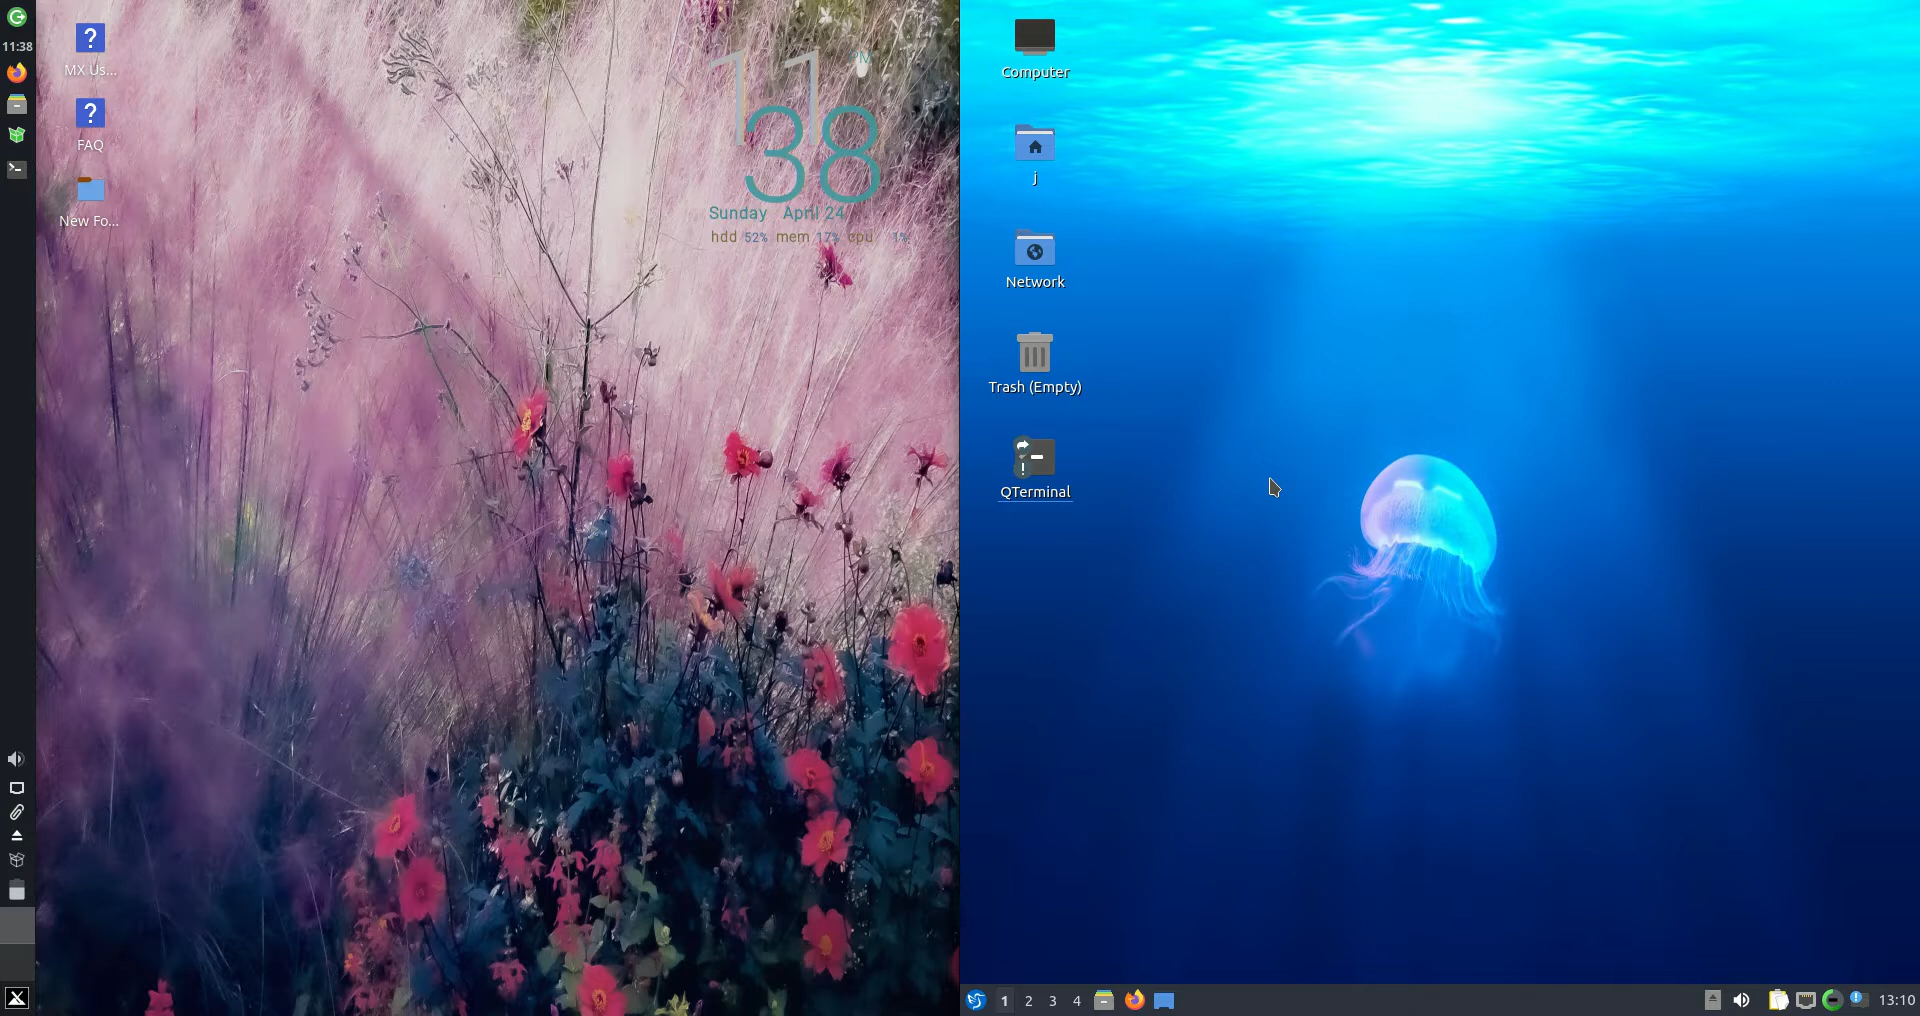 11:38
MX Us...
FAQ
New Fo...
11
PM
38
Sunday April 24
hdd 52% mem 17% cpu 1%
Computer
j
Network
Trash (Empty)
QTerminal
1 2 3 4
13:10